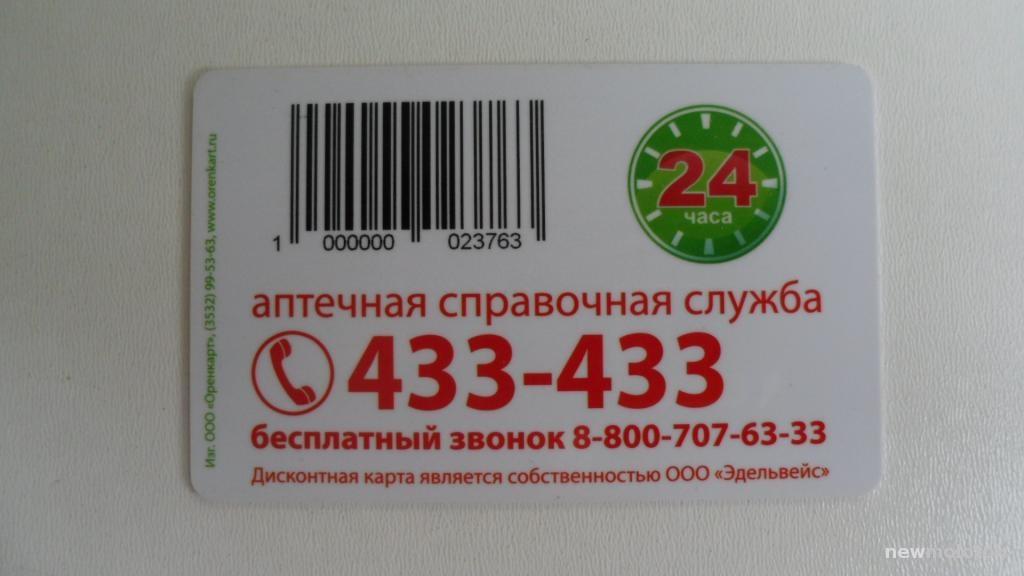 1 000000 023763
24
часа
аптечная справочная служба
433-433
бесплатный звонок 8-800-707-63-33
Дисконтная карта является собственностью ООО «Эдельвейс»
Изг. ООО «Оренкарт», (3532) 99-53-63, www.orenkart.ru